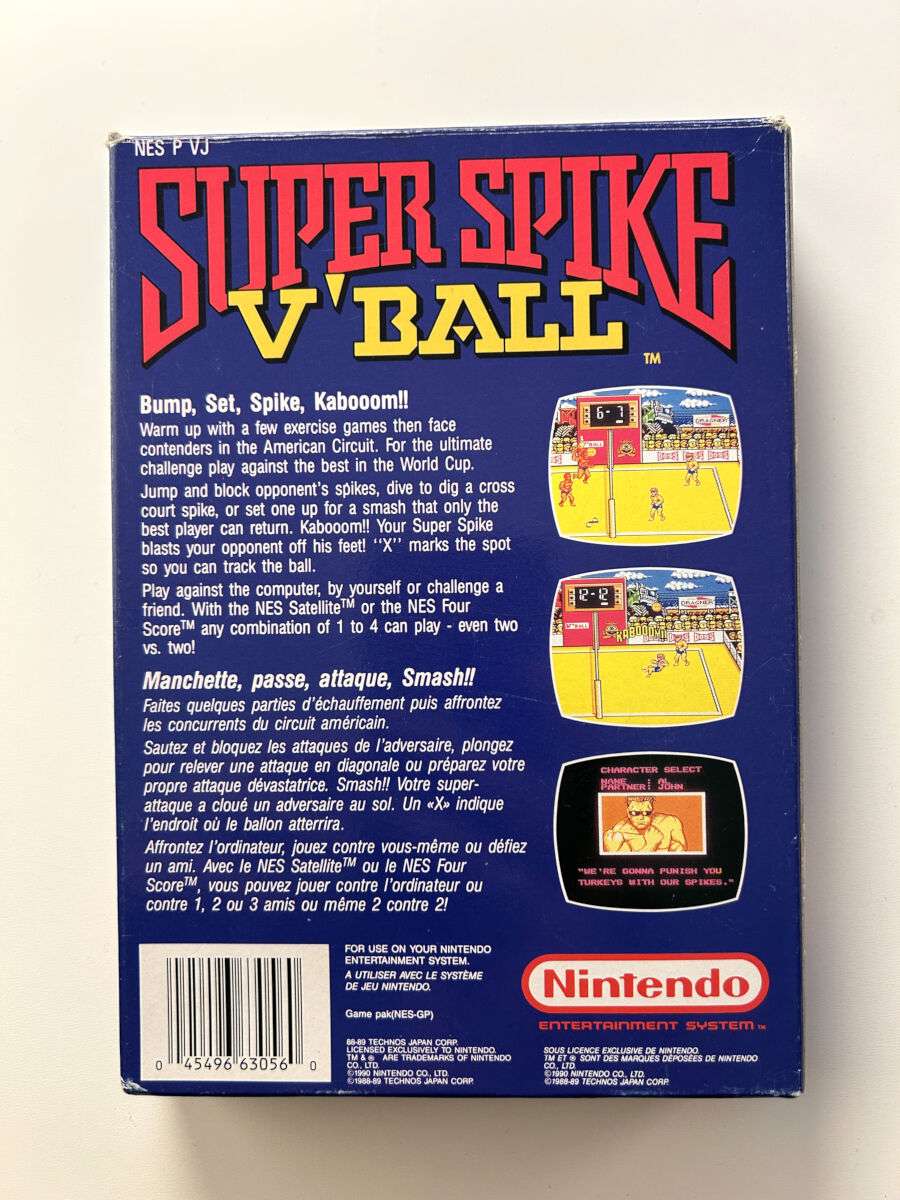 NES P VJ
SUPER SPIKE
V'BALL
TM
Bump, Set, Spike, Kabooom!!
Warm up with a few exercise games then face
contenders in the American Circuit. For the ultimate
challenge play against the best in the World Cup.
Jump and block opponent's spikes, dive to dig a cross
court spike, or set one up for a smash that only the
best player can return. Kabooom!! Your Super Spike
blasts your opponent off his feet! "X" marks the spot
so you can track the ball.
Play against the computer, by yourself or challenge a
friend. With the NES Satellite™ or the NES Four
Score™ any combination of 1 to 4 can play - even two
vs. two!
Manchette, passe, attaque, Smash!!
Faites quelques parties d'échauffement puis affrontez
les concurrents du circuit américain.
Sautez et bloquez les attaques de l'adversaire, plongez
pour relever une attaque en diagonale ou préparez votre
propre attaque dévastatrice. Smash!! Votre super-
attaque a cloué un adversaire au sol. Un «X» indique
l'endroit où le ballon atterrira.
Affrontez l'ordinateur, jouez contre vous-même ou défiez
un ami. Avec le NES Satellite™ ou le NES Four
Score™, vous pouvez jouer contre l'ordinateur ou
contre 1, 2 ou 3 amis ou même 2 contre 2!
6-7
DRAGNER
V'BALL
12-12
DRAGNER
V'BALL
KABOOOM!
BOSS
CHARACTER SELECT
NAME : AL
PARTNER: JOHN
"WE'RE GONNA PUNISH YOU
TURKEYS WITH OUR SPIKES."
0 45496 63056 0
FOR USE ON YOUR NINTENDO
ENTERTAINMENT SYSTEM.
A UTILISER AVEC LE SYSTÈME
DE JEU NINTENDO.
Game pak(NES-GP)
88-89 TECHNOS JAPAN CORP.
LICENSED EXCLUSIVELY TO NINTENDO.
TM & ® ARE TRADEMARKS OF NINTENDO
CO., LTD.
©1990 NINTENDO CO., LTD.
©1988-89 TECHNOS JAPAN CORP.
Nintendo
ENTERTAINMENT SYSTEM TM
SOUS LICENCE EXCLUSIVE DE NINTENDO.
TM ET ® SONT DES MARQUES DÉPOSÉES DE NINTENDO
CO., LTD.
©1990 NINTENDO CO., LTD.
©1988-89 TECHNOS JAPAN CORP.